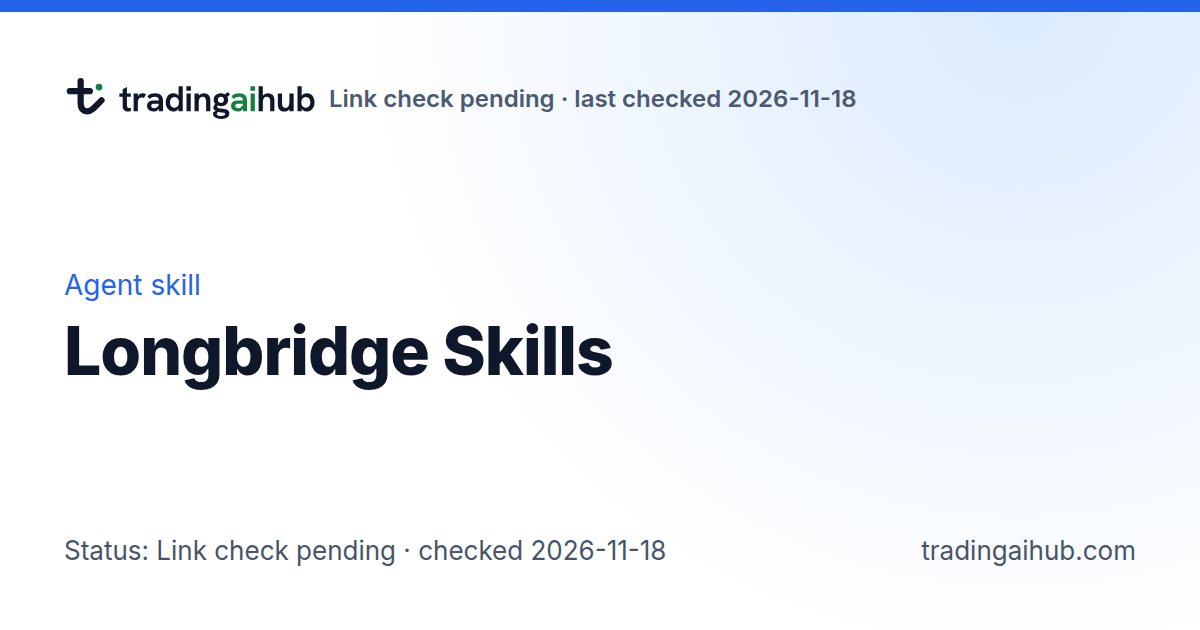 tradingaihub Link check pending · last checked 2026-11-18
Agent skill
Longbridge Skills
Status: Link check pending · checked 2026-11-18
tradingaihub.com